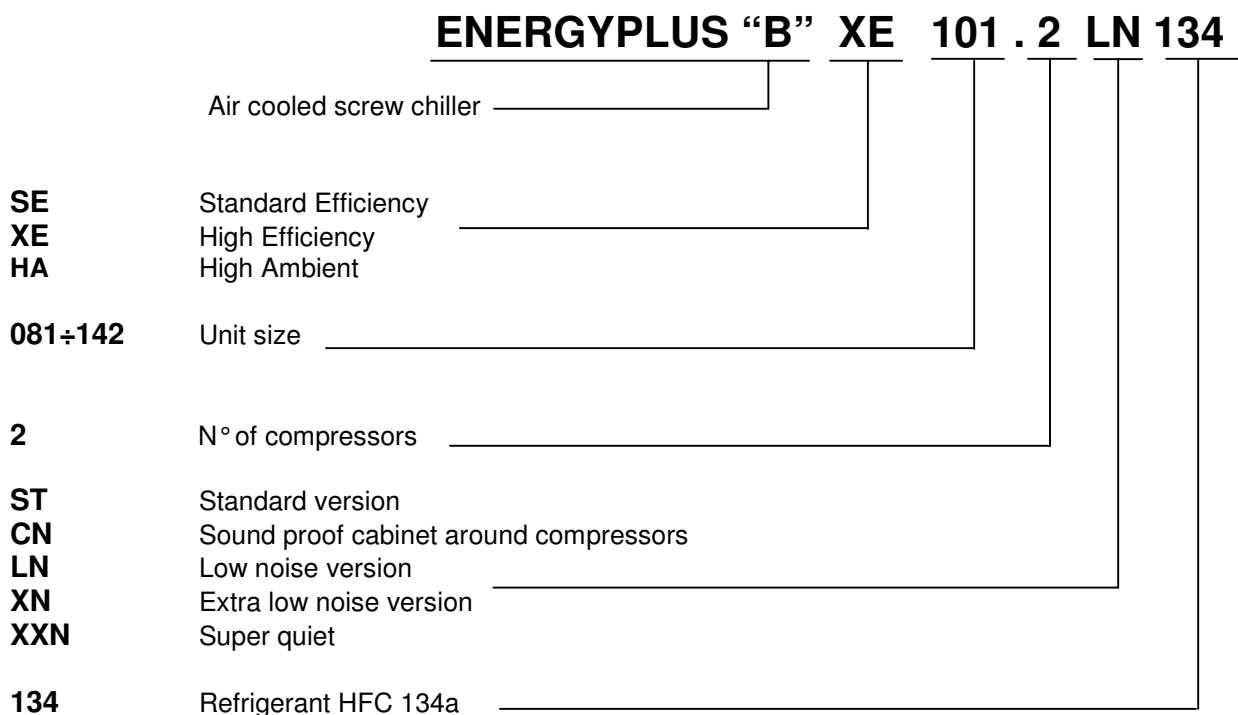 ENERGYPLUS “B” XE 101 . 2 LN 134
Air cooled screw chiller
SE Standard Efficiency
XE High Efficiency
HA High Ambient
081÷142 Unit size
2 N° of compressors
ST Standard version
CN Sound proof cabinet around compressors
LN Low noise version
XN Extra low noise version
XXN Super quiet
134 Refrigerant HFC 134a